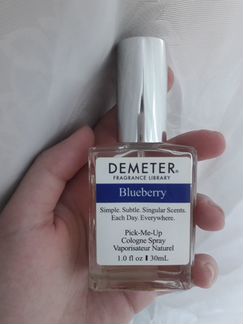 DEMETER®
FRAGRANCE LIBRARY
Blueberry
Simple. Subtle. Singular Scents.
Each Day. Everywhere.
Pick-Me-Up
Cologne Spray
Vaporisateur Naturel
1.0 fl oz | 30mL